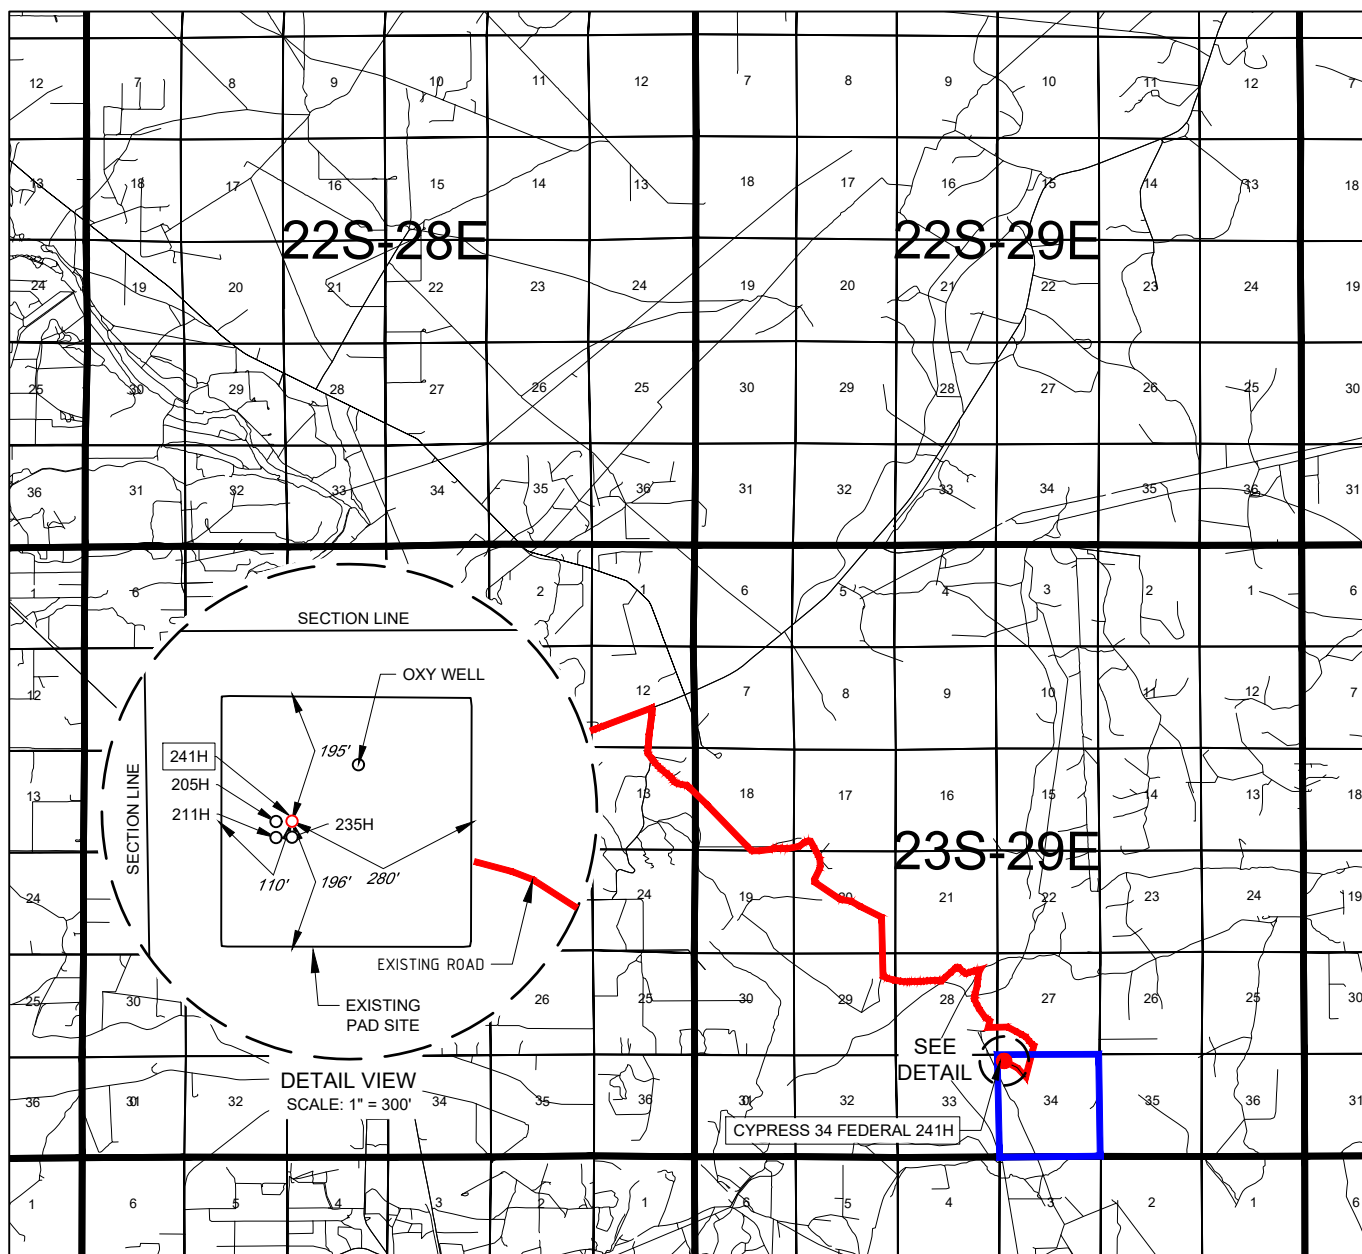 12 7 8 9 10 11 12 7 8 9 10 11 12 7
13 18 17 16 15 14 13 18 17 16 15 14 13 18
22S-28E 22S-29E
24 19 20 21 22 23 24 19 20 21 22 23 24 19
25 30 29 28 27 26 25 30 29 28 27 26 25 30
36 31 32 33 34 35 36 31 32 33 34 35 36 31
1 6 2 1 6 5 4 3 2 1 6
SECTION LINE
OXY WELL
12 12 7 8 9 10 11 12 7
195'
241H
205H
211H
235H
SECTION LINE
13 13 18 17 16 15 14 13 18
23S-29E
110' 196' 280'
24 24 19 20 21 22 23 24 19
EXISTING ROAD
25 30 26 25 30 29 28 27 26 25 30
EXISTING
PAD SITE
SEE
DETAIL
DETAIL VIEW
SCALE: 1" = 300'
36 32 34 35 36 32 33 34 35 36 31
CYPRESS 34 FEDERAL 241H
1 6 5 4 3 2 1 6 5 4 3 2 1 6